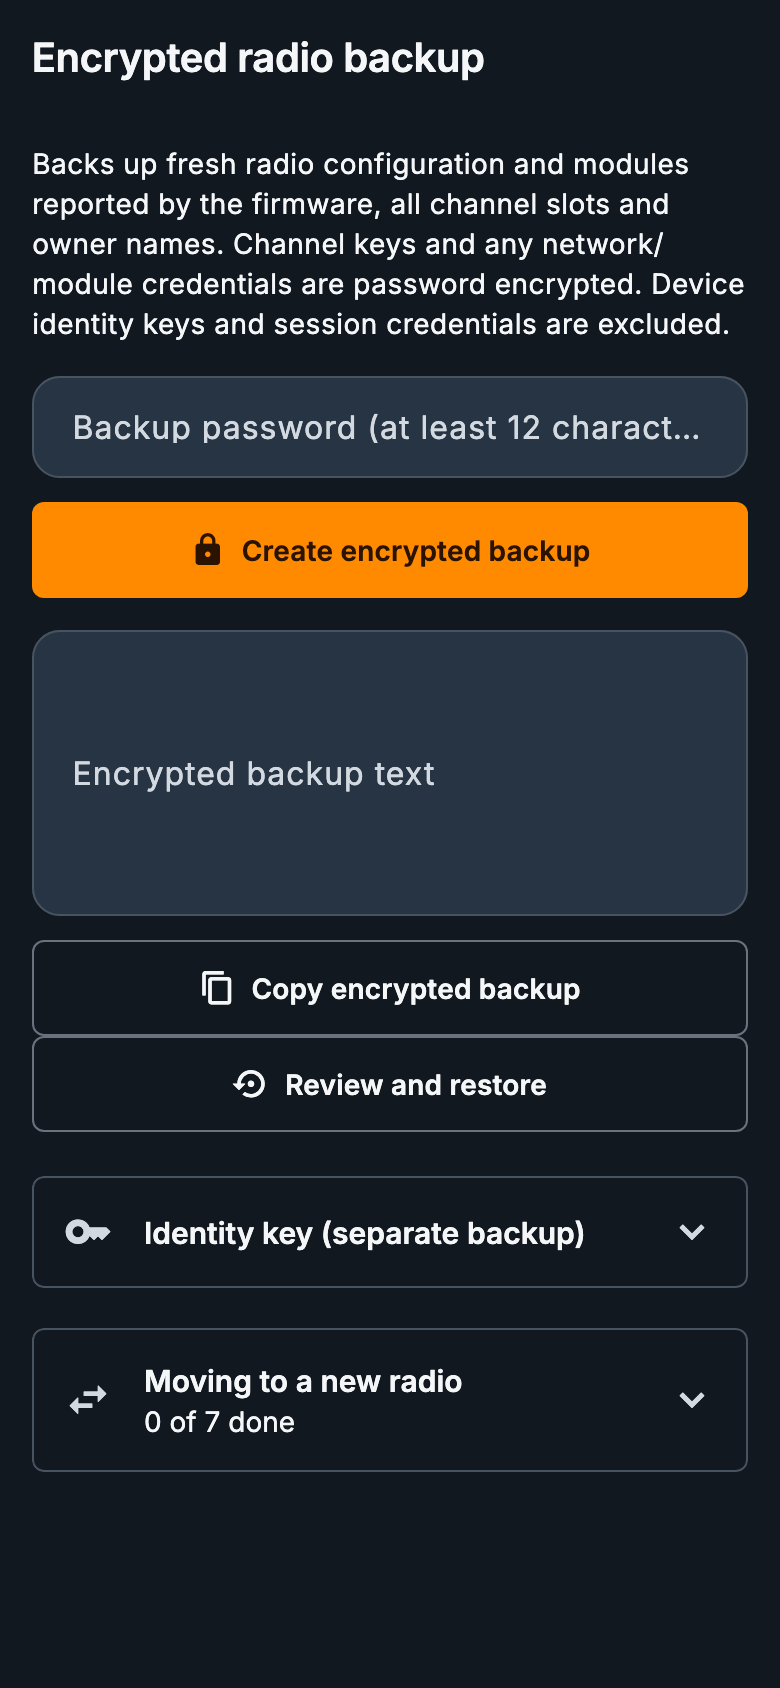 Encrypted radio backup
Backs up fresh radio configuration and modules
reported by the firmware, all channel slots and
owner names. Channel keys and any network/
module credentials are password encrypted. Device
identity keys and session credentials are excluded.
Backup password (at least 12 charact...
Create encrypted backup
Encrypted backup text
Copy encrypted backup
Review and restore
Identity key (separate backup)
Moving to a new radio
0 of 7 done